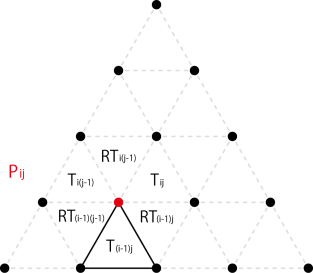 RTi(j-1)
Pij
Ti(j-1)
Tij
RT(i-1)(j-1)
RT(i-1)j
T(i-1)j